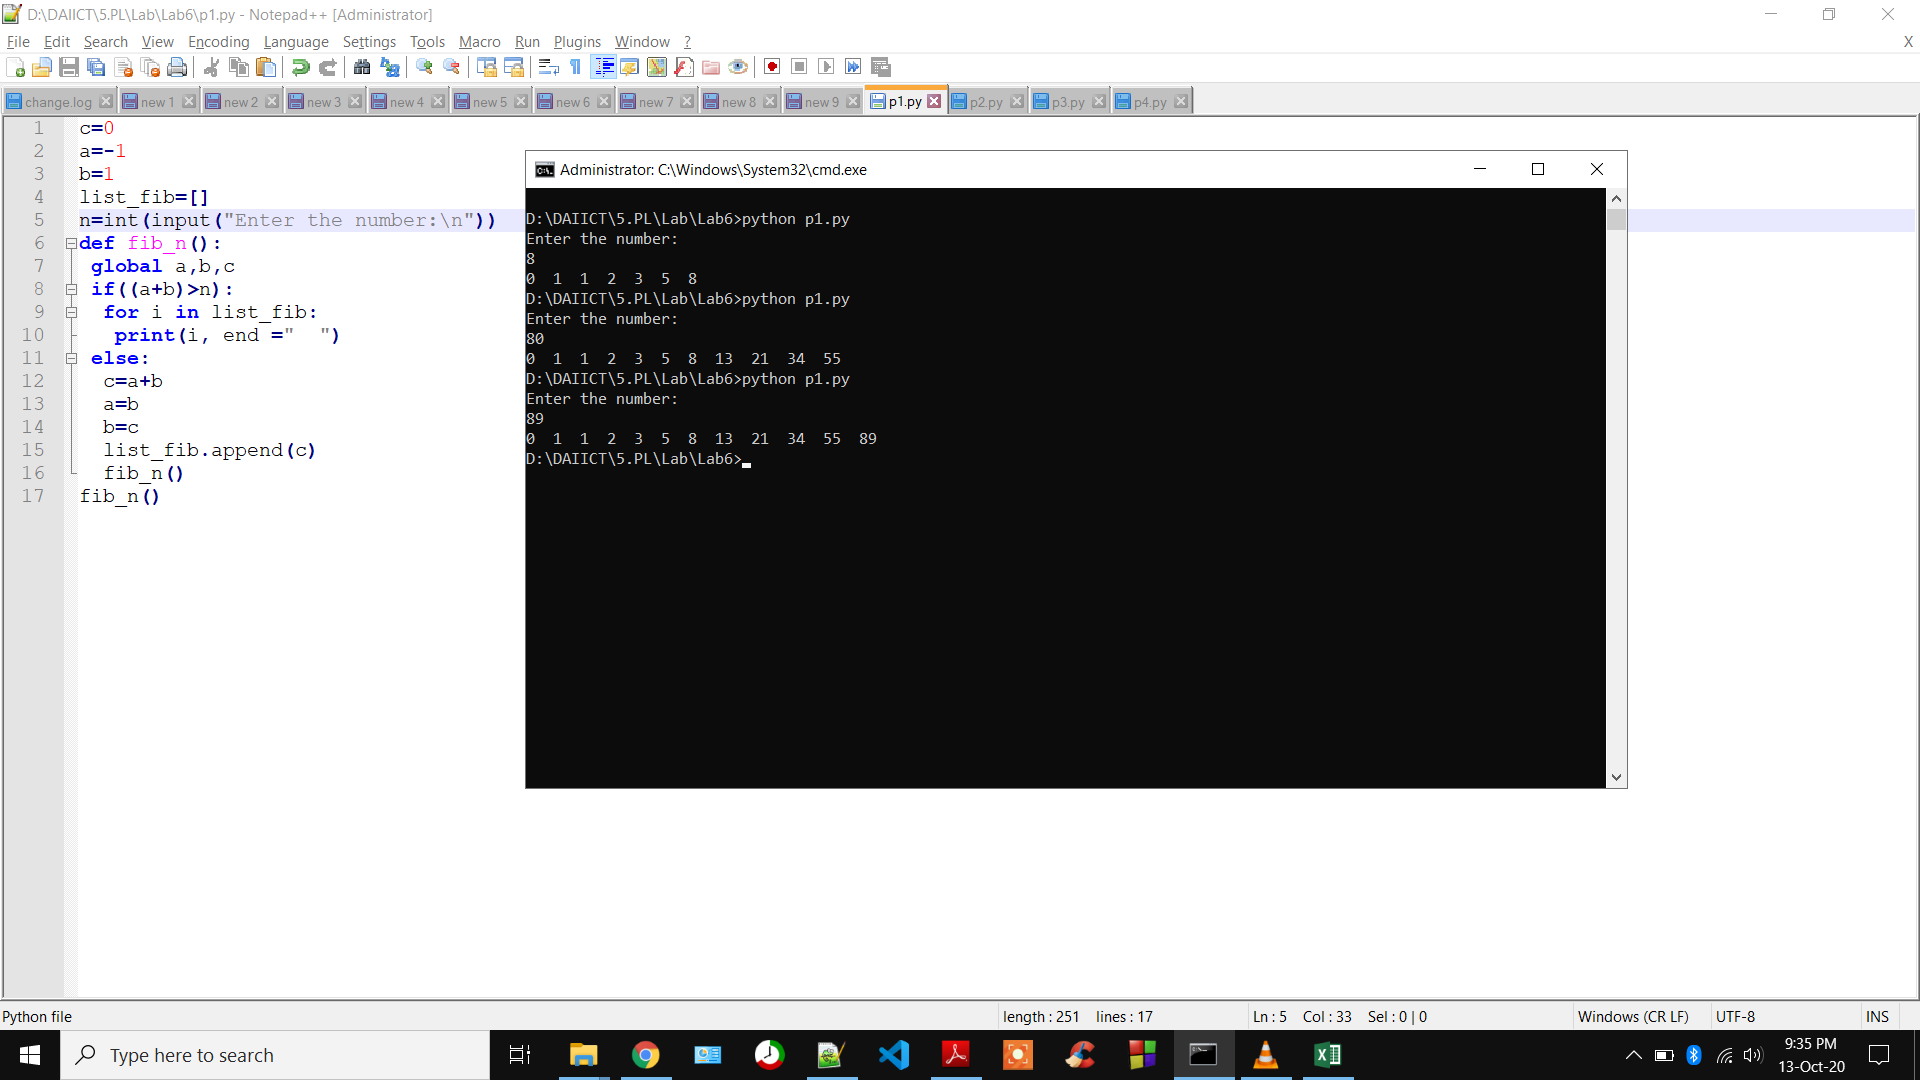 D:\DAIICT\5.PL\Lab\Lab6\p1.py - Notepad++ [Administrator]
File Edit Search View Encoding Language Settings Tools Macro Run Plugins Window ? X
change.log new 1 new 2 new 3 new 4 new 5 new 6 new 7 new 8 new 9 p1.py p2.py p3.py p4.py
1 c=0
2 a=-1
3 b=1
4 list_fib=[]
5 n=int(input("Enter the number:\n"))
6 def fib_n():
7  global a,b,c
8  if((a+b)>n):
9   for i in list_fib:
10    print(i, end ="  ")
11  else:
12   c=a+b
13   a=b
14   b=c
15   list_fib.append(c)
16   fib_n()
17 fib_n()
Administrator: C:\Windows\System32\cmd.exe
D:\DAIICT\5.PL\Lab\Lab6>python p1.py
Enter the number:
8
0  1  1  2  3  5  8
D:\DAIICT\5.PL\Lab\Lab6>python p1.py
Enter the number:
80
0  1  1  2  3  5  8  13  21  34  55
D:\DAIICT\5.PL\Lab\Lab6>python p1.py
Enter the number:
89
0  1  1  2  3  5  8  13  21  34  55  89
D:\DAIICT\5.PL\Lab\Lab6>
Python file length : 251 lines : 17 Ln : 5 Col : 33 Sel : 0 | 0 Windows (CR LF) UTF-8 INS
Type here to search
9:35 PM
13-Oct-20